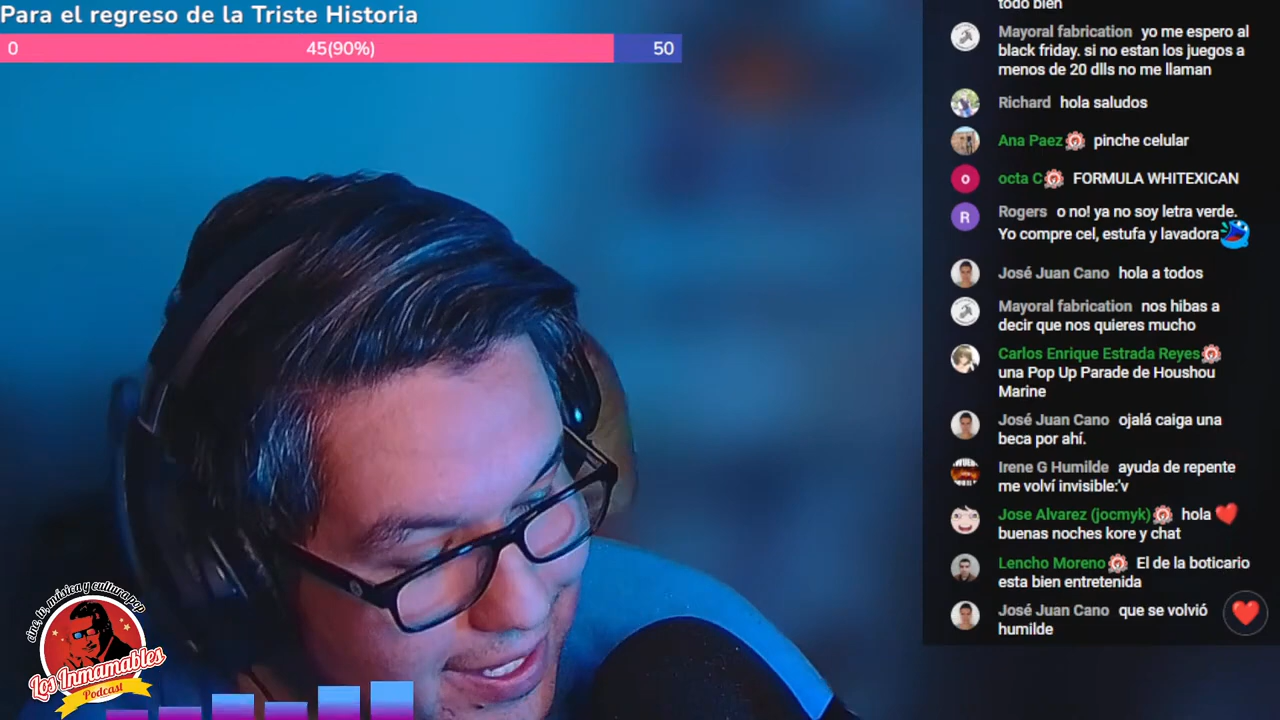 Para el regreso de la Triste Historia
0 45(90%) 50
todo bien
Mayoral fabrication yo me espero al
black friday. si no estan los juegos a
menos de 20 dlls no me llaman
Richard hola saludos
Ana Paez pinche celular
o octa C FORMULA WHITEXICAN
R Rogers o no! ya no soy letra verde.
Yo compre cel, estufa y lavadora
José Juan Cano hola a todos
Mayoral fabrication nos hibas a
decir que nos quieres mucho
Carlos Enrique Estrada Reyes
una Pop Up Parade de Houshou
Marine
José Juan Cano ojalá caiga una
beca por ahí.
Irene G Humilde ayuda de repente
me volví invisible:'v
Jose Alvarez (jocmyk) hola ❤️
buenas noches kore y chat
Lencho Moreno El de la boticario
esta bien entretenida
José Juan Cano que se volvió
humilde
cine, tv, música y cultura pop
Los Inmamables
Podcast